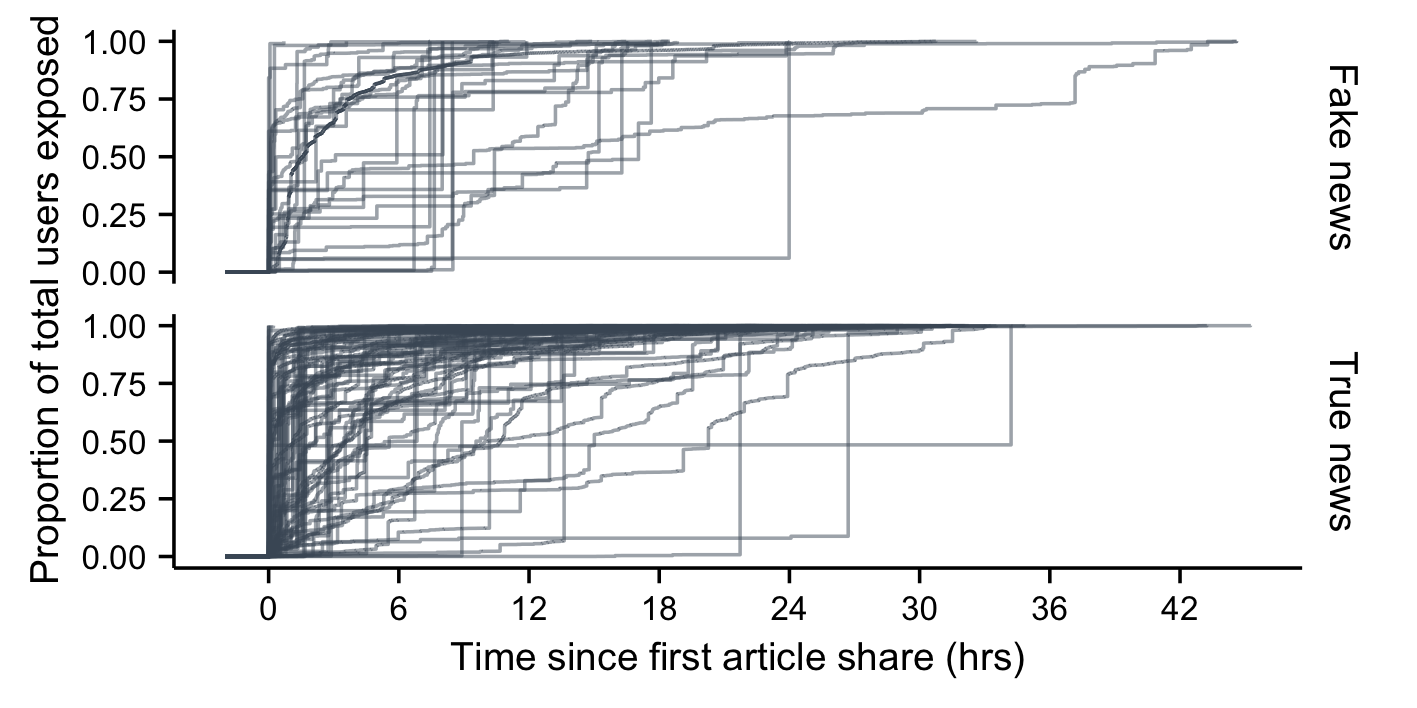 Proportion of total users exposed
1.00
0.75
0.50
0.25
0.00
Fake news
1.00
0.75
0.50
0.25
0.00
True news
0 6 12 18 24 30 36 42
Time since first article share (hrs)